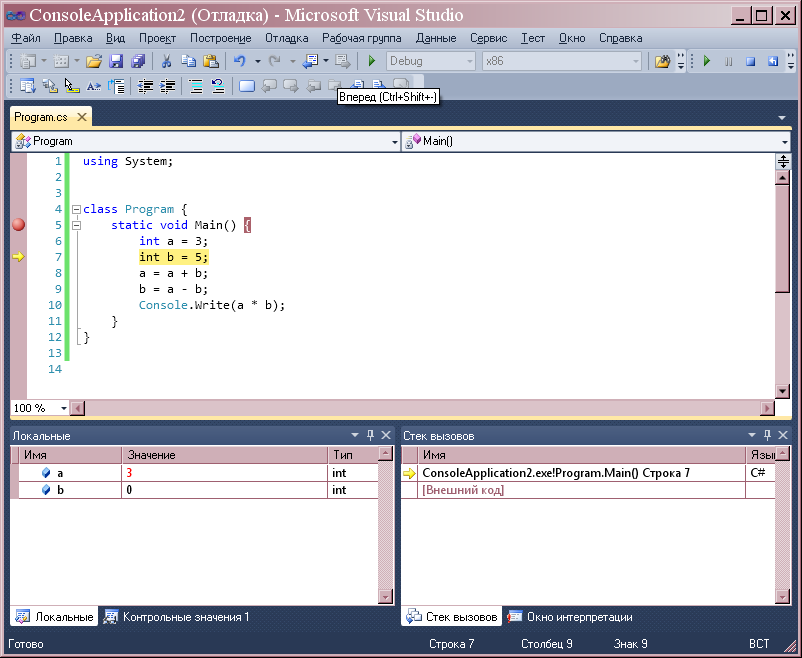 ConsoleApplication2 (Отладка) - Microsoft Visual Studio
Файл Правка Вид Проект Построение Отладка Рабочая группа Данные Сервис Тест Окно Справка
Debug x86
Вперед (Ctrl+Shift+-)
Program.cs
Program Main()
1 using System;
2
3
4 class Program {
5 static void Main() {
6 int a = 3;
7 int b = 5;
8 a = a + b;
9 b = a - b;
10 Console.Write(a * b);
11 }
12 }
13
14
100 %
Локальные
Имя Значение Тип
a 3 int
b 0 int
Локальные Контрольные значения 1
Стек вызовов
Имя Язы
ConsoleApplication2.exe!Program.Main() Строка 7 C#
[Внешний код]
Стек вызовов Окно интерпретации
Готово Строка 7 Столбец 9 Знак 9 ВСТ